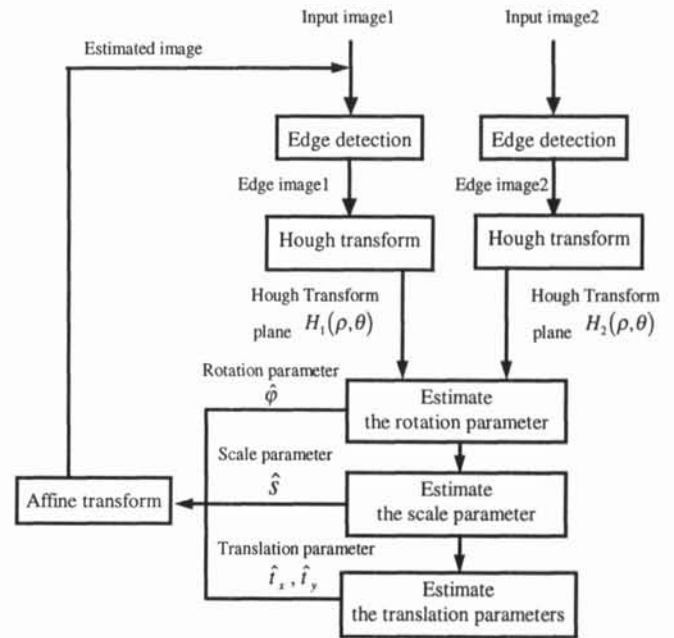 Input image1
Input image2
Estimated image
Edge detection
Edge detection
Edge image1
Edge image2
Hough transform
Hough transform
Hough Transform
plane H₁(ρ,θ)
Hough Transform
plane H₂(ρ,θ)
Rotation parameter
φ̂
Estimate
the rotation parameter
Scale parameter
ŝ
Affine transform
Estimate
the scale parameter
Translation parameter
t̂ₓ , t̂ᵧ
Estimate
the translation parameters